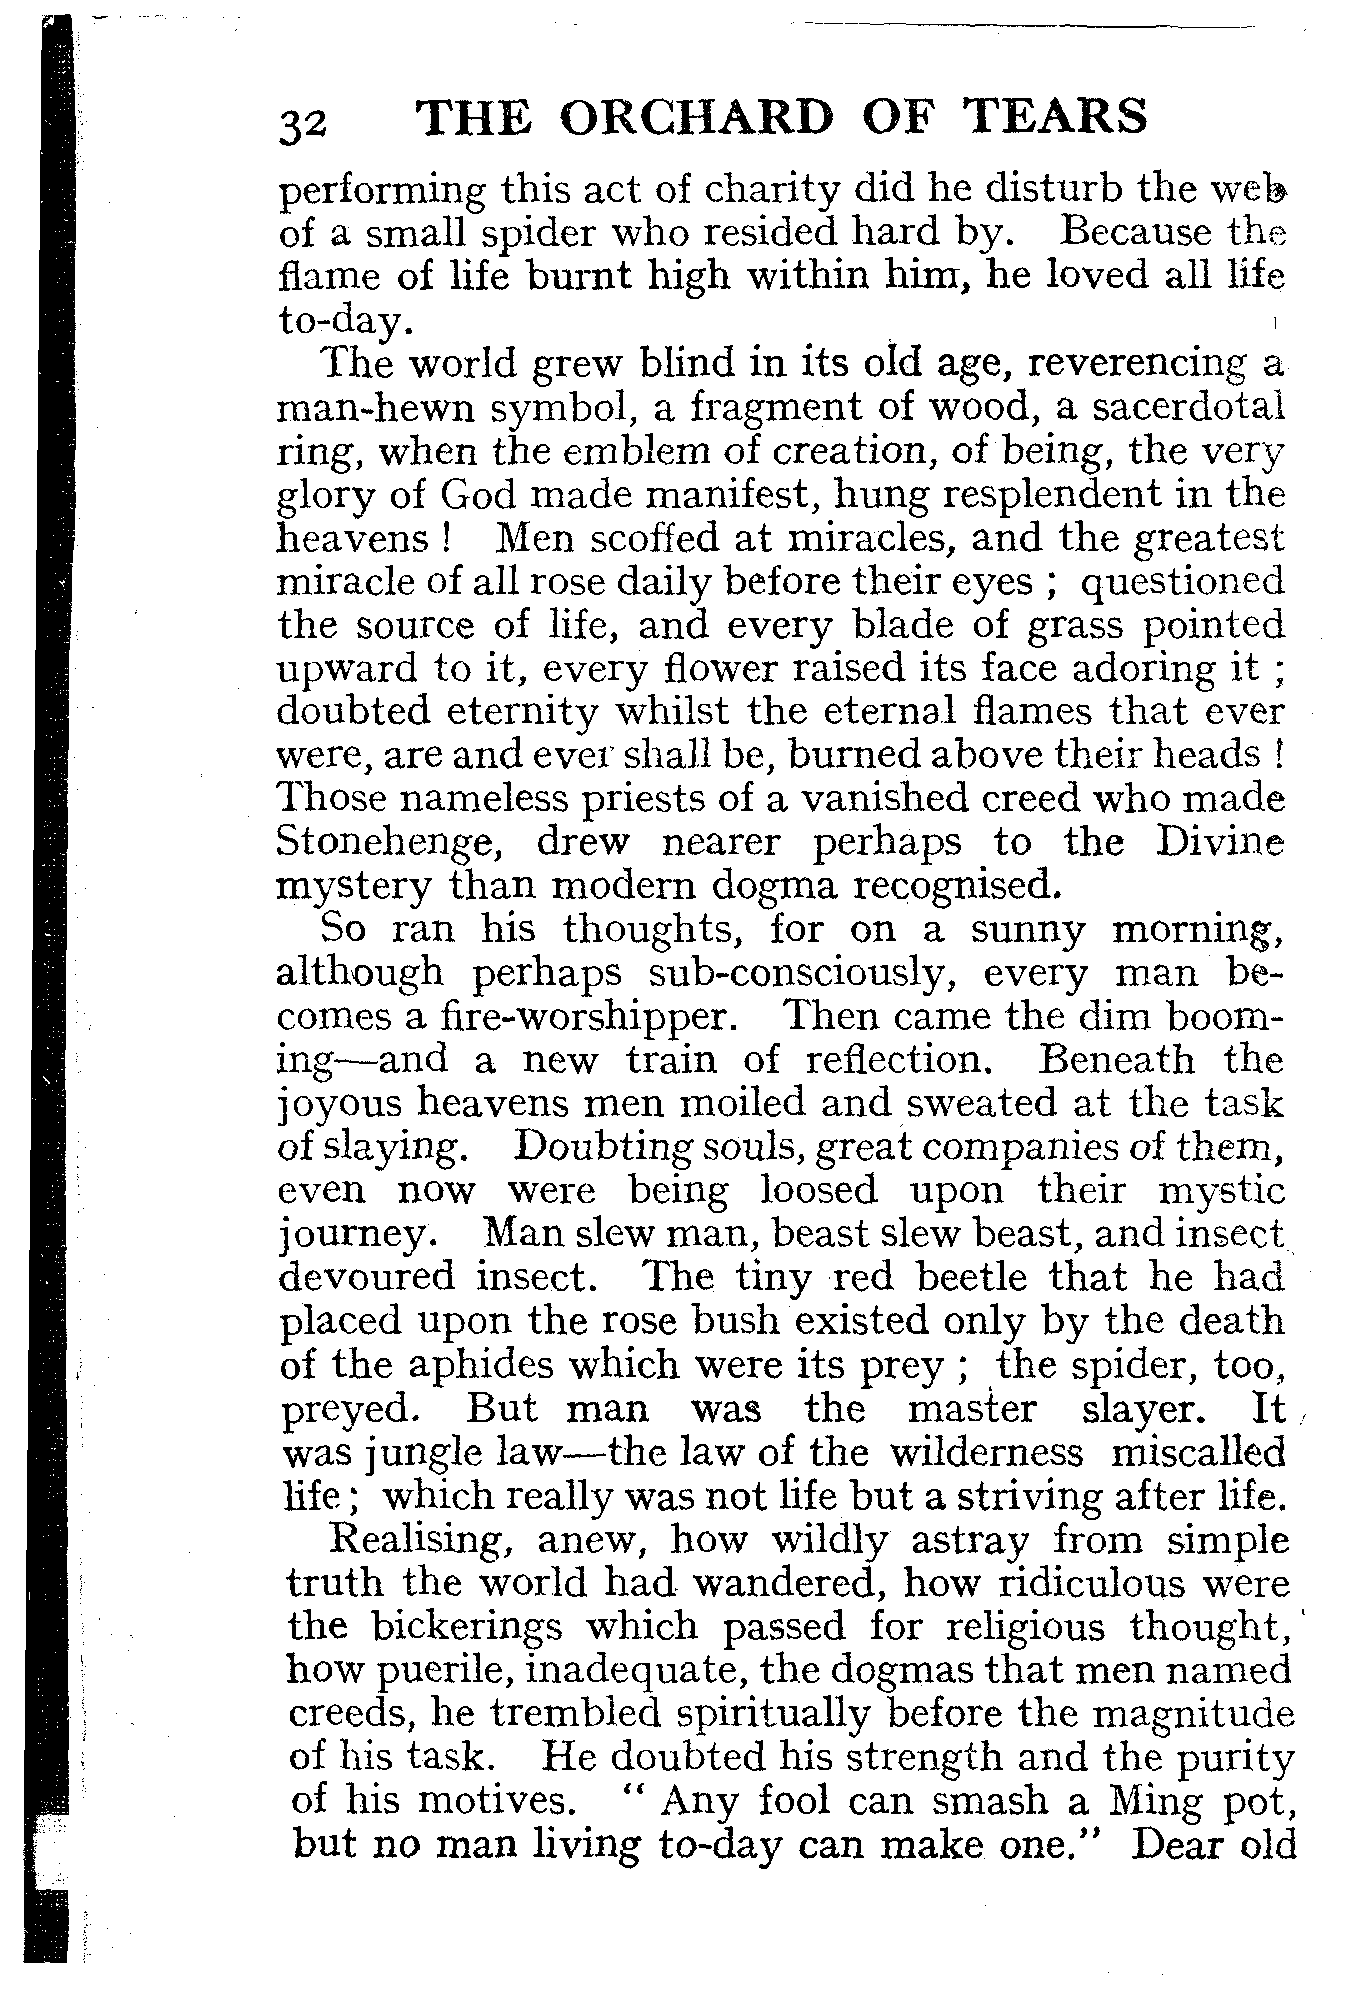 32 THE ORCHARD OF TEARS
performing this act of charity did he disturb the web
of a small spider who resided hard by. Because the
flame of life burnt high within him, he loved all life
to-day.
The world grew blind in its old age, reverencing a
man-hewn symbol, a fragment of wood, a sacerdotal
ring, when the emblem of creation, of being, the very
glory of God made manifest, hung resplendent in the
heavens ! Men scoffed at miracles, and the greatest
miracle of all rose daily before their eyes ; questioned
the source of life, and every blade of grass pointed
upward to it, every flower raised its face adoring it ;
doubted eternity whilst the eternal flames that ever
were, are and ever shall be, burned above their heads !
Those nameless priests of a vanished creed who made
Stonehenge, drew nearer perhaps to the Divine
mystery than modern dogma recognised.
So ran his thoughts, for on a sunny morning,
although perhaps sub-consciously, every man be-
comes a fire-worshipper. Then came the dim boom-
ing—and a new train of reflection. Beneath the
joyous heavens men moiled and sweated at the task
of slaying. Doubting souls, great companies of them,
even now were being loosed upon their mystic
journey. Man slew man, beast slew beast, and insect
devoured insect. The tiny red beetle that he had
placed upon the rose bush existed only by the death
of the aphides which were its prey ; the spider, too,
preyed. But man was the master slayer. It
was jungle law—the law of the wilderness miscalled
life ; which really was not life but a striving after life.
Realising, anew, how wildly astray from simple
truth the world had wandered, how ridiculous were
the bickerings which passed for religious thought,
how puerile, inadequate, the dogmas that men named
creeds, he trembled spiritually before the magnitude
of his task. He doubted his strength and the purity
of his motives. “ Any fool can smash a Ming pot,
but no man living to-day can make one.” Dear old